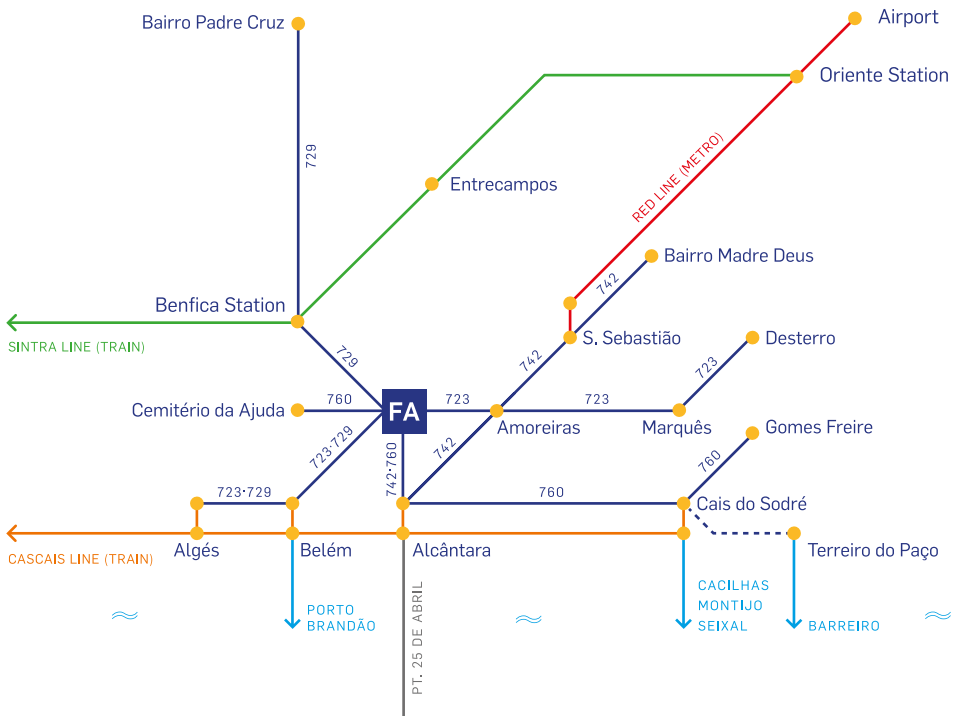 Airport
Bairro Padre Cruz
Oriente Station
729
RED LINE (METRO)
Entrecampos
Bairro Madre Deus
742
Benfica Station
S. Sebastião
Desterro
SINTRA LINE (TRAIN)
729
742
723
760
FA
723
723
Cemitério da Ajuda
Amoreiras
Marquês
Gomes Freire
723·729
742·760
742
760
723·729
760
Cais do Sodré
Algés
Belém
Alcântara
Terreiro do Paço
CASCAIS LINE (TRAIN)
PORTO
BRANDÃO
PT. 25 DE ABRIL
CACILHAS
MONTIJO
SEIXAL
BARREIRO